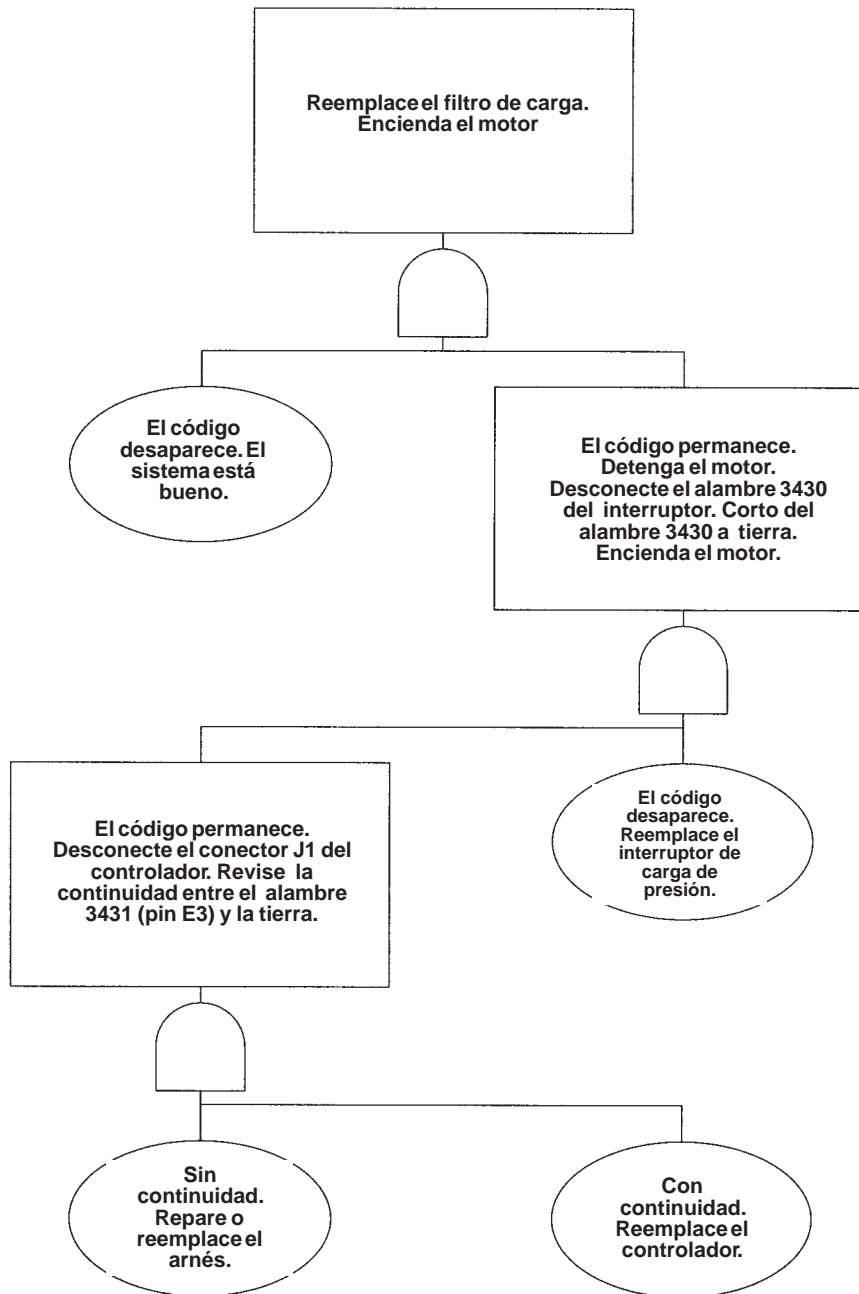 Reemplace el filtro de carga.
Encienda el motor
El código
desaparece. El
sistema está
bueno.
El código permanece.
Detenga el motor.
Desconecte el alambre 3430
del interruptor. Corto del
alambre 3430 a tierra.
Encienda el motor.
El código permanece.
Desconecte el conector J1 del
controlador. Revise la
continuidad entre el alambre
3431 (pin E3) y la tierra.
El código
desaparece.
Reemplace el
interruptor de
carga de
presión.
Sin
continuidad.
Repare o
reemplace el
arnés.
Con
continuidad.
Reemplace el
controlador.